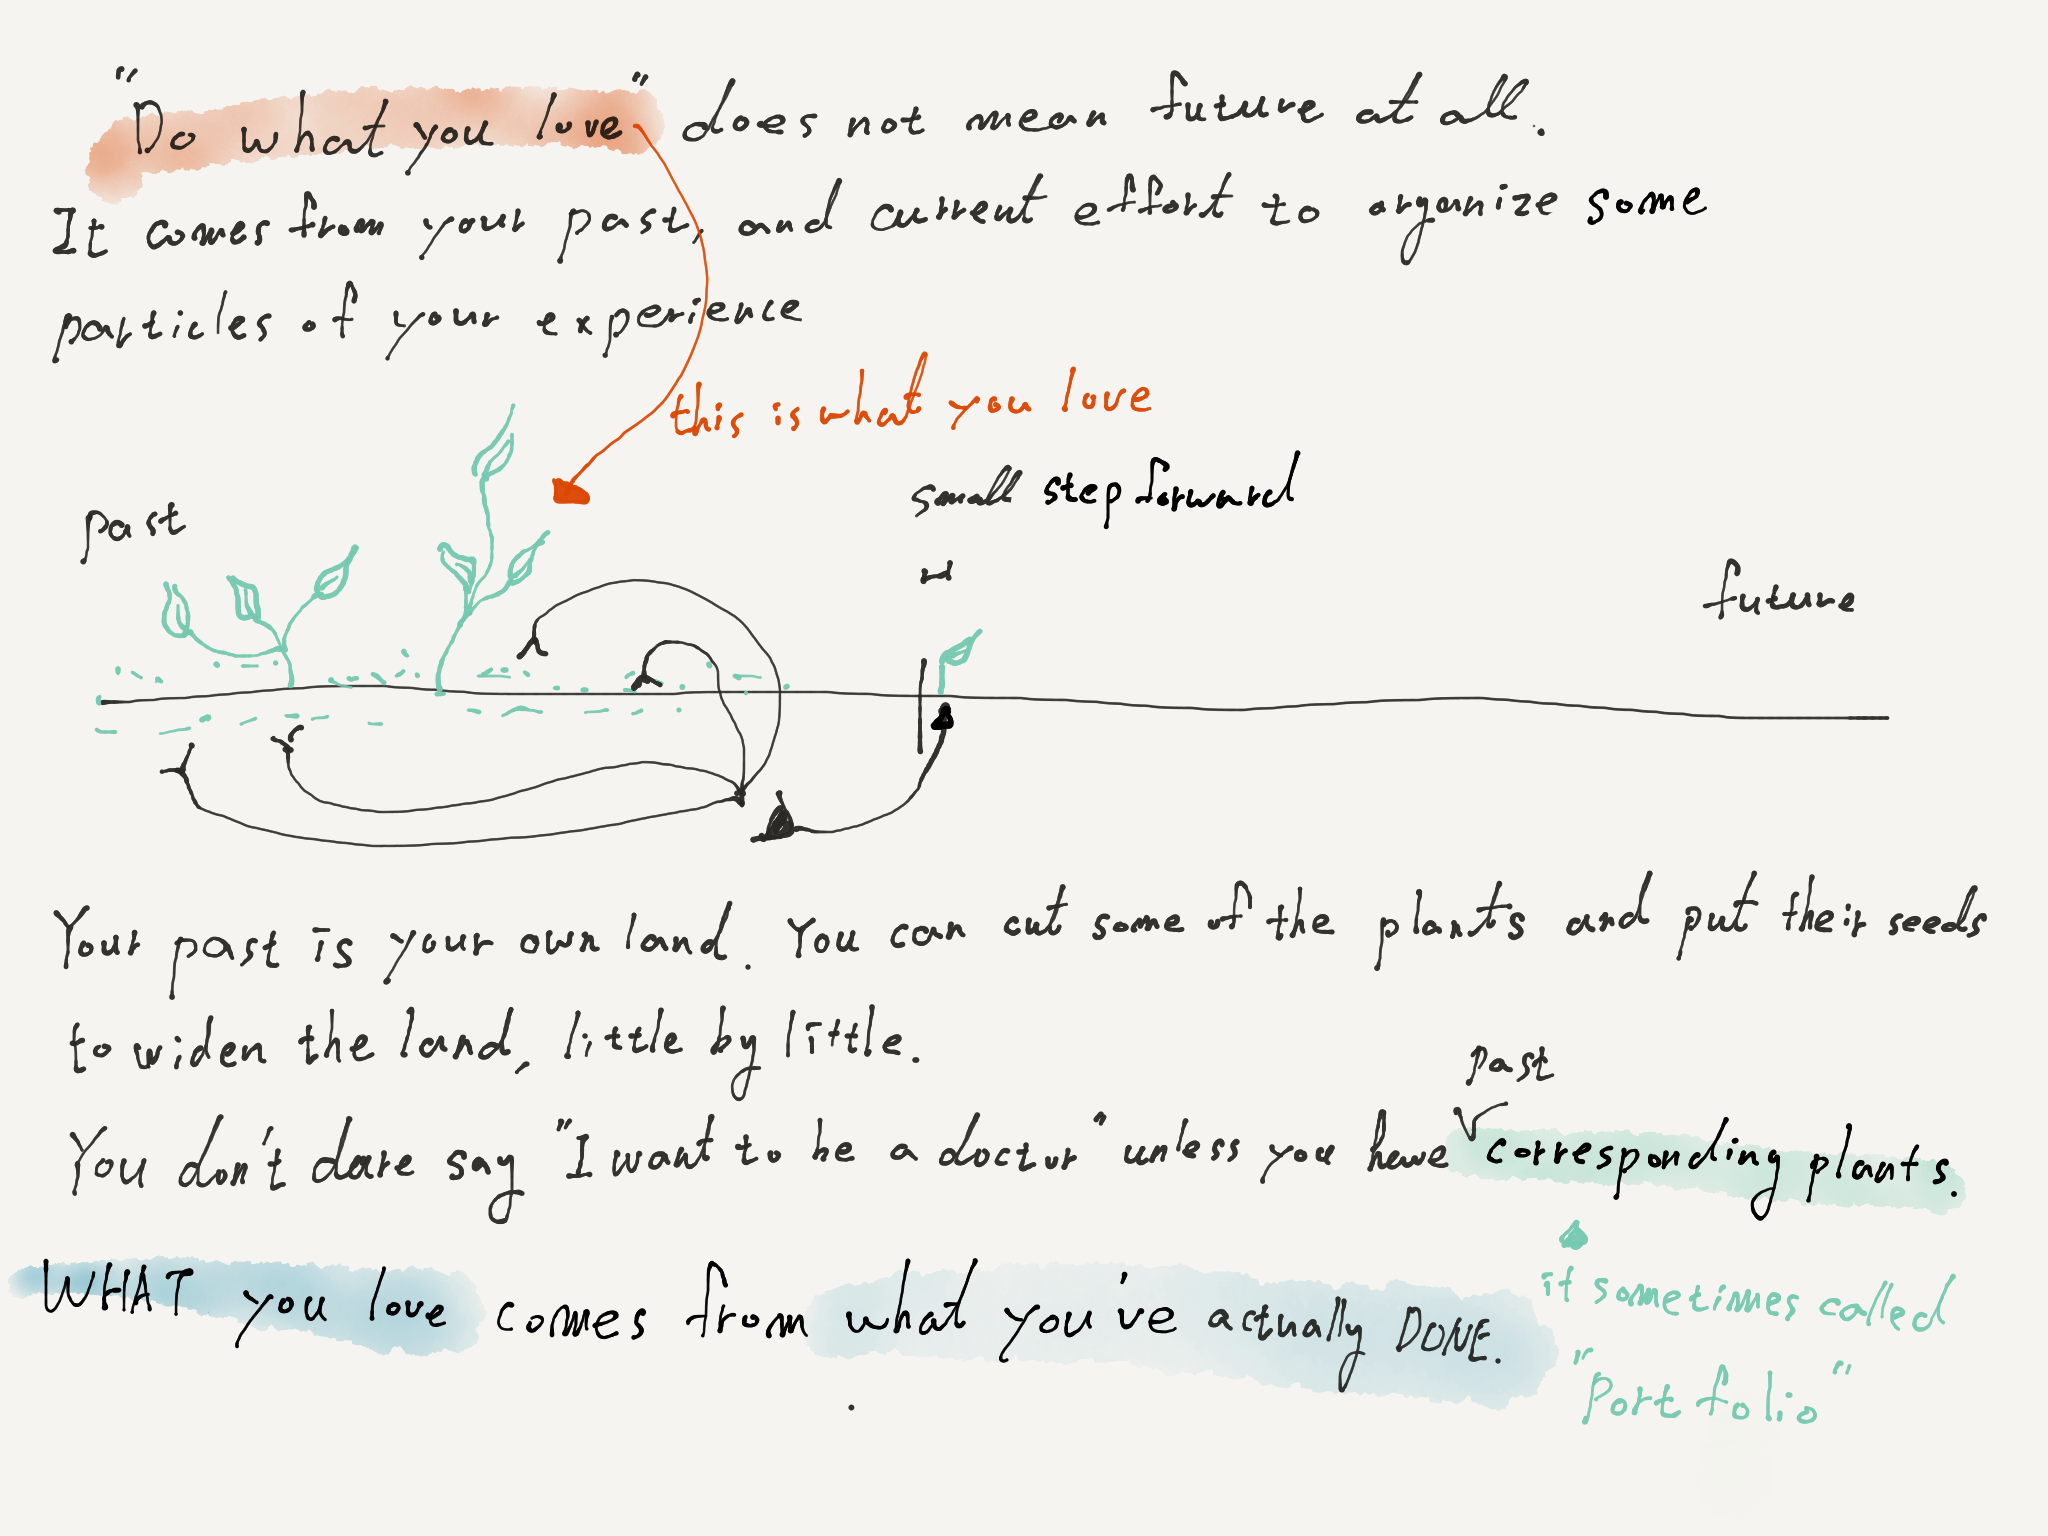 "Do what you love" does not mean future at all.
It comes from your past, and current effort to organize some
particles of your experience
this is what you love
small step forward
past
future
Your past is your own land. You can cut some of the plants and put their seeds
to widen the land, little by little.
past
You don't dare say "I want to be a doctor" unless you have corresponding plants.
WHAT you love comes from what you've actually DONE.
it sometimes called
"Portfolio"